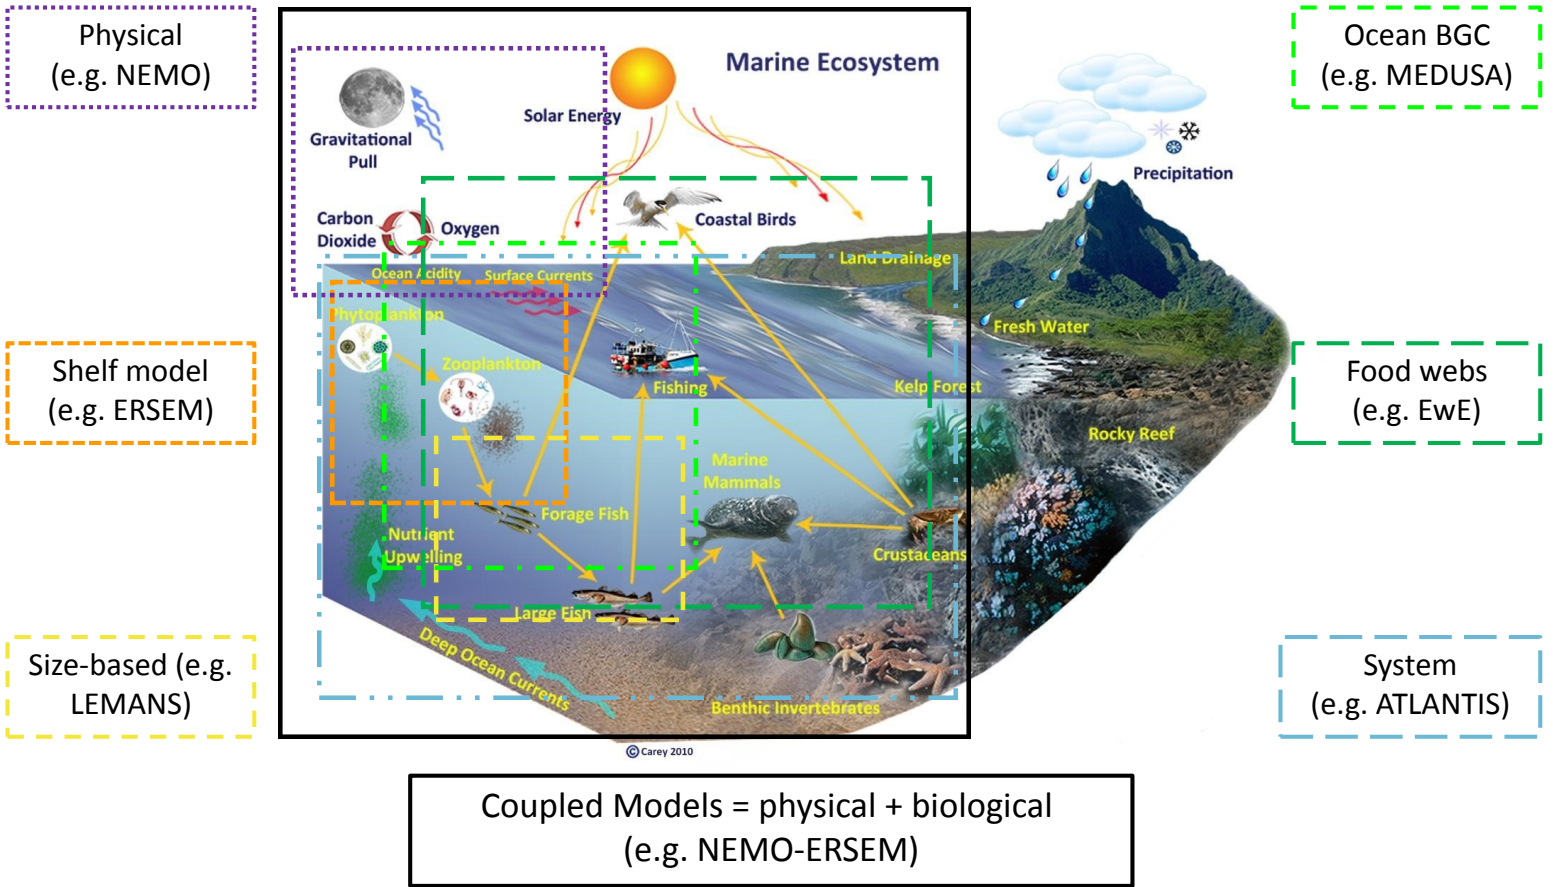 Physical
(e.g. NEMO)
Ocean BGC
(e.g. MEDUSA)
Marine Ecosystem
Solar Energy
Gravitational
Pull
Precipitation
Carbon
Dioxide
Oxygen
Coastal Birds
Land Drainage
Ocean Acidity
Surface Currents
Phytoplankton
Fresh Water
Zooplankton
Fishing
Kelp Forest
Shelf model
(e.g. ERSEM)
Food webs
(e.g. EwE)
Rocky Reef
Marine
Mammals
Forage Fish
Nutrient
Upwelling
Crustaceans
Large Fish
Deep Ocean Currents
Benthic Invertebrates
Size-based (e.g.
LEMANS)
System
(e.g. ATLANTIS)
© Carey 2010
Coupled Models = physical + biological
(e.g. NEMO-ERSEM)